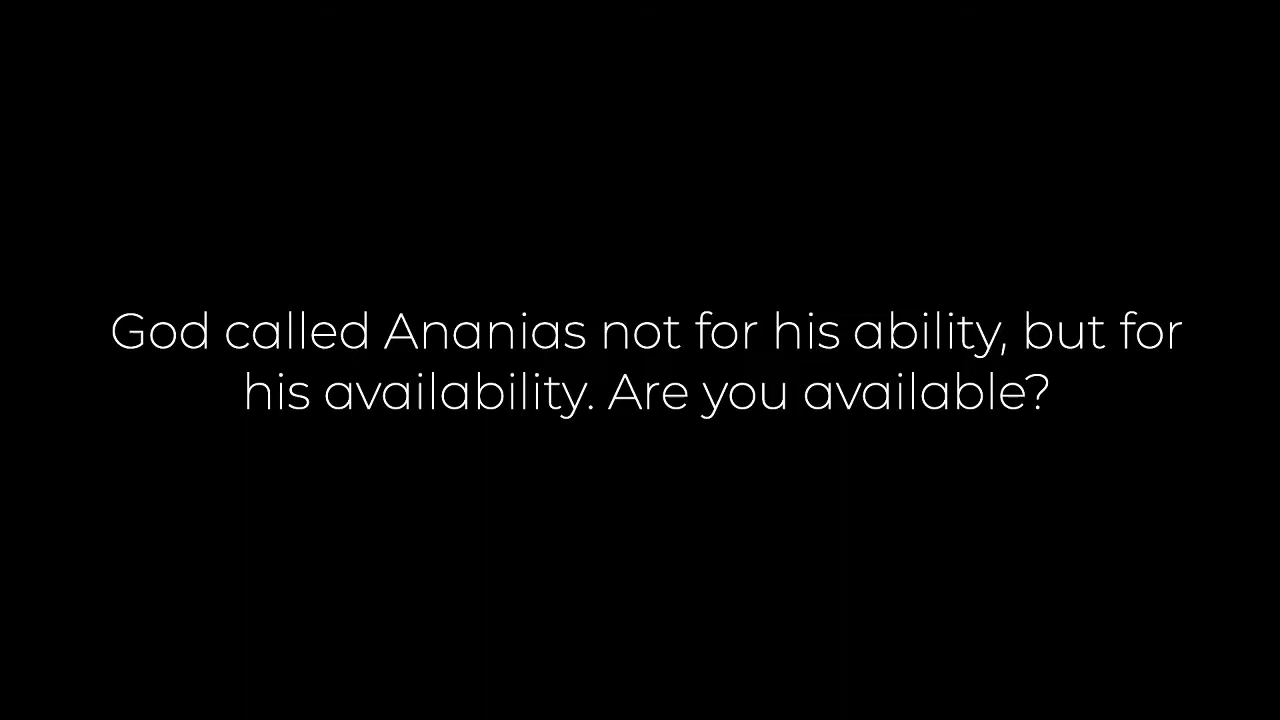 God called Ananias not for his ability, but for
his availability. Are you available?